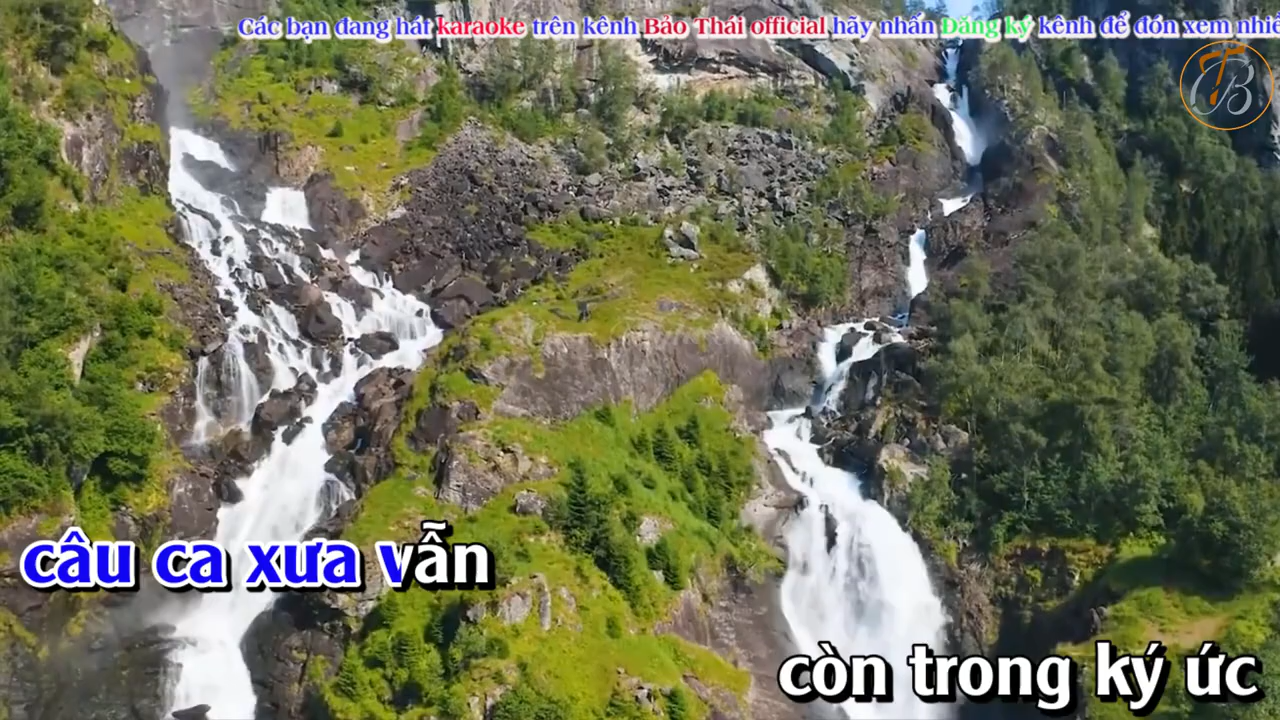 Các bạn đang hát karaoke trên kênh Bảo Thái official hãy nhấn Đăng ký kênh để đón xem nhiề
TB
câu ca xưa vẫn
còn trong ký ức